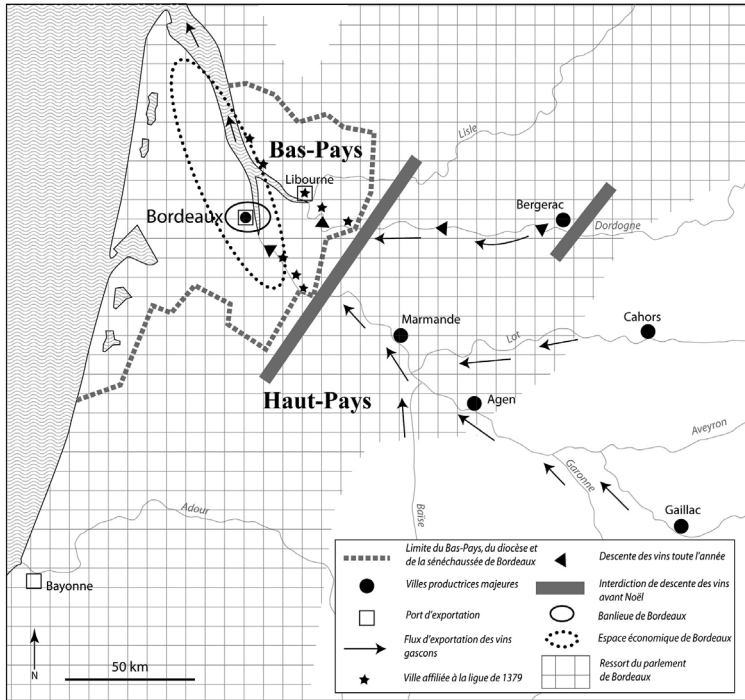 Lisle
Bas-Pays
Libourne
Bordeaux
Bergerac
Dordogne
Marmande
Cahors
Lot
Haut-Pays
Agen
Aveyron
Garonne
Gaillac
Adour
Baïse
Bayonne
N
50 km
Limite du Bas-Pays, du diocèse et
de la sénéchaussée de Bordeaux
Villes productrices majeures
Port d'exportation
Flux d'exportation des vins
gascons
Ville affiliée à la ligue de 1379
Descente des vins toute l'année
Interdiction de descente des vins
avant Noël
Banlieue de Bordeaux
Espace économique de Bordeaux
Ressort du parlement
de Bordeaux